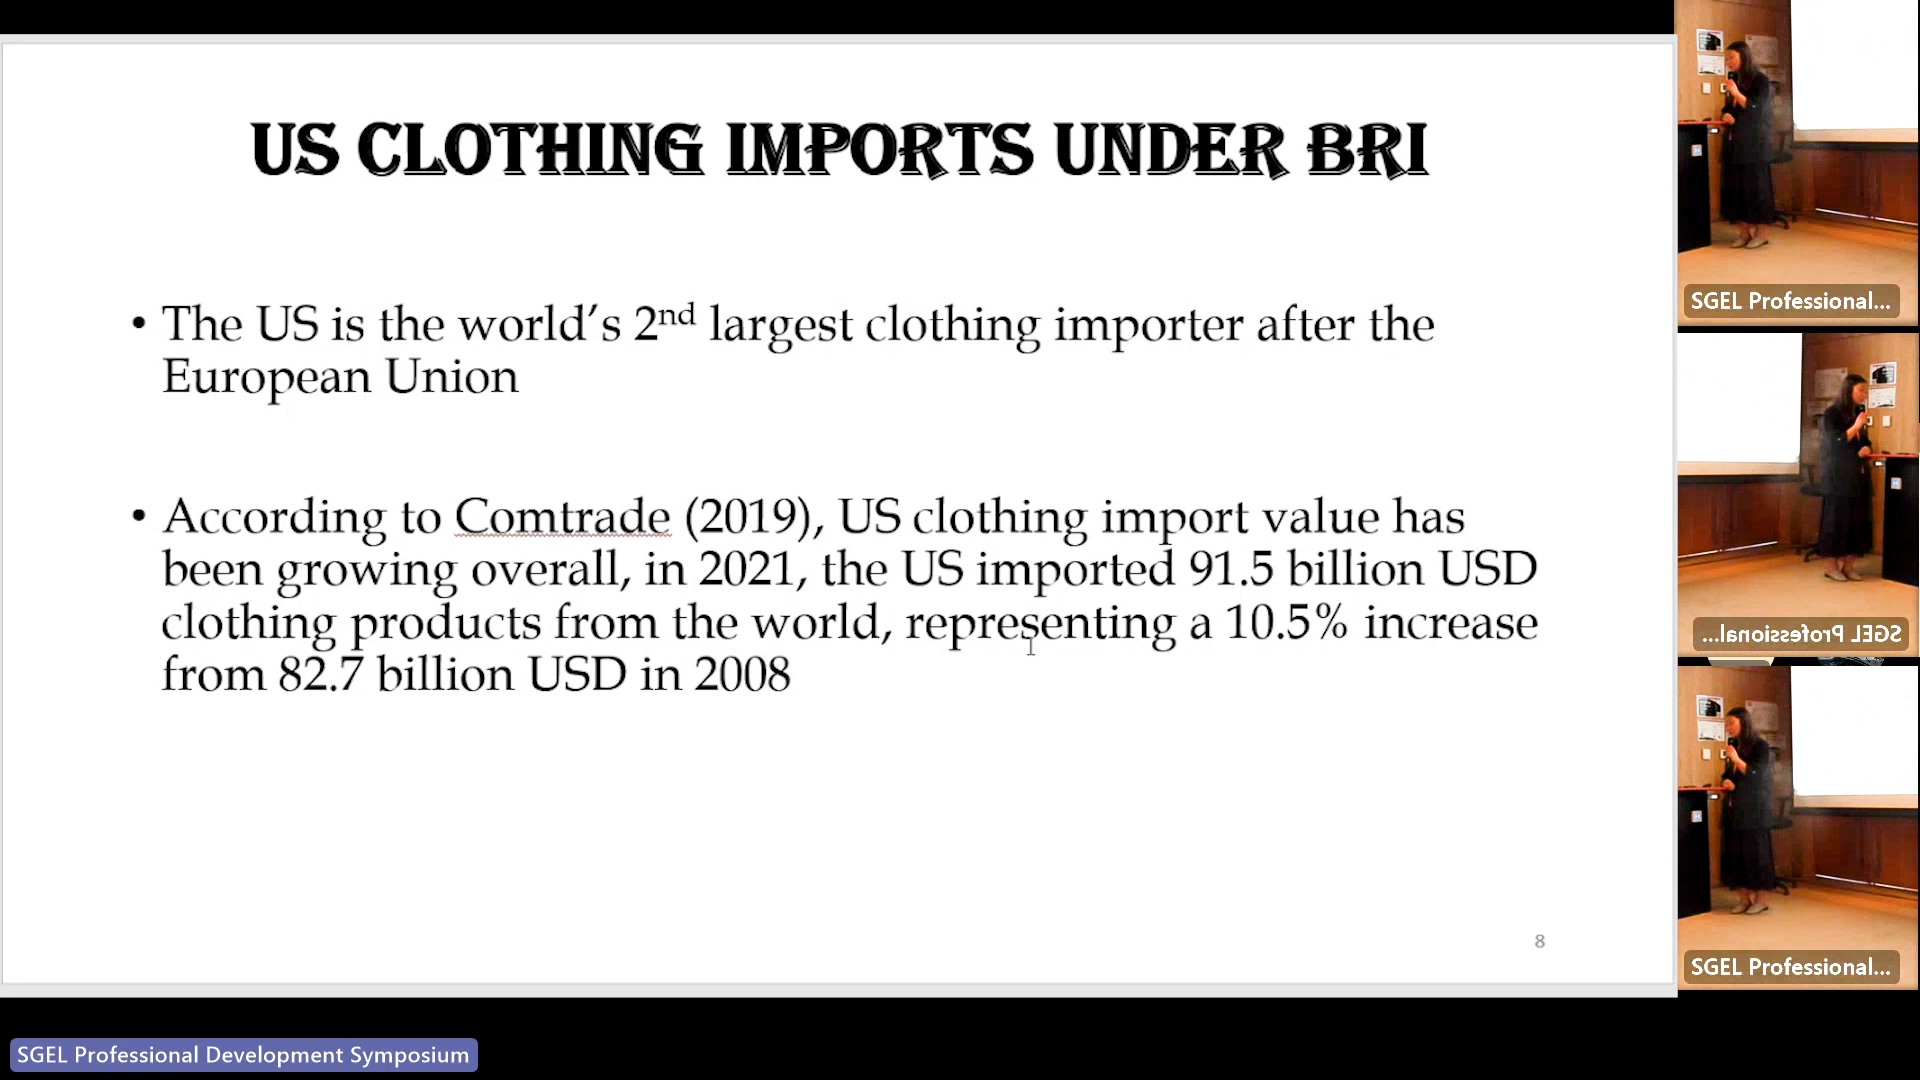 US CLOTHING IMPORTS UNDER BRI
• The US is the world’s 2nd largest clothing importer after the
European Union
• According to Comtrade (2019), US clothing import value has
been growing overall, in 2021, the US imported 91.5 billion USD
clothing products from the world, representing a 10.5% increase
from 82.7 billion USD in 2008
8
SGEL Professional...
SGEL Professional...
SGEL Professional...
SGEL Professional Development Symposium